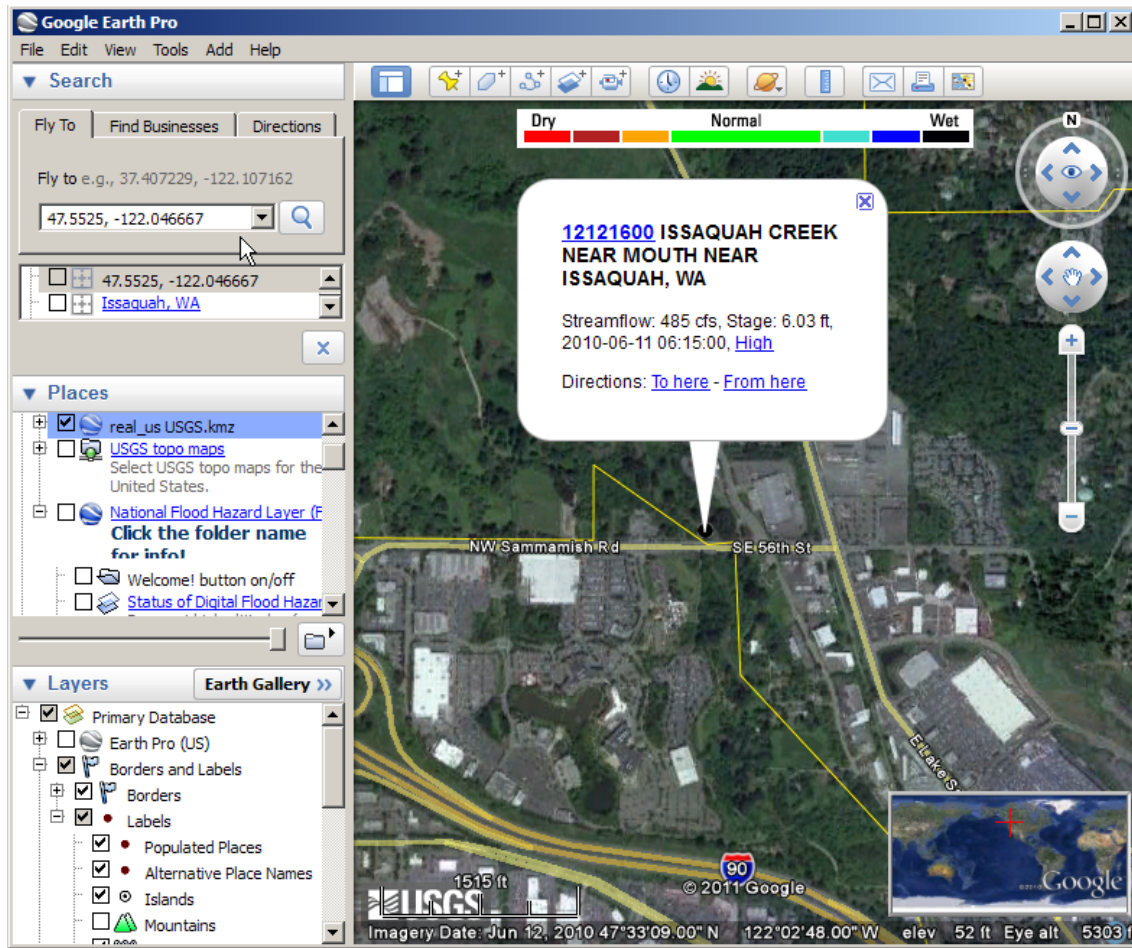 Google Earth Pro
File Edit View Tools Add Help
Search
Fly To Find Businesses Directions
Fly to e.g., 37.407229, -122.107162
47.5525, -122.046667
47.5525, -122.046667
Issaquah, WA
Places
real_us USGS.kmz
USGS topo maps
Select USGS topo maps for the
United States.
National Flood Hazard Layer (F
Click the folder name
for info!
Welcome! button on/off
Status of Digital Flood Hazar
Layers
Earth Gallery »
Primary Database
Earth Pro (US)
Borders and Labels
Borders
Labels
Populated Places
Alternative Place Names
Islands
Mountains
Dry Normal Wet
N
12121600 ISSAQUAH CREEK
NEAR MOUTH NEAR
ISSAQUAH, WA
Streamflow: 485 cfs, Stage: 6.03 ft,
2010-06-11 06:15:00, High
Directions: To here - From here
NW Sammamish Rd
SE 56th St
E Lake S
90
© 2011 Google
1515 ft
USGS
Google
Imagery Date: Jun 12, 2010 47°33'09.00" N 122°02'48.00" W elev 52 ft Eye alt 5303 f